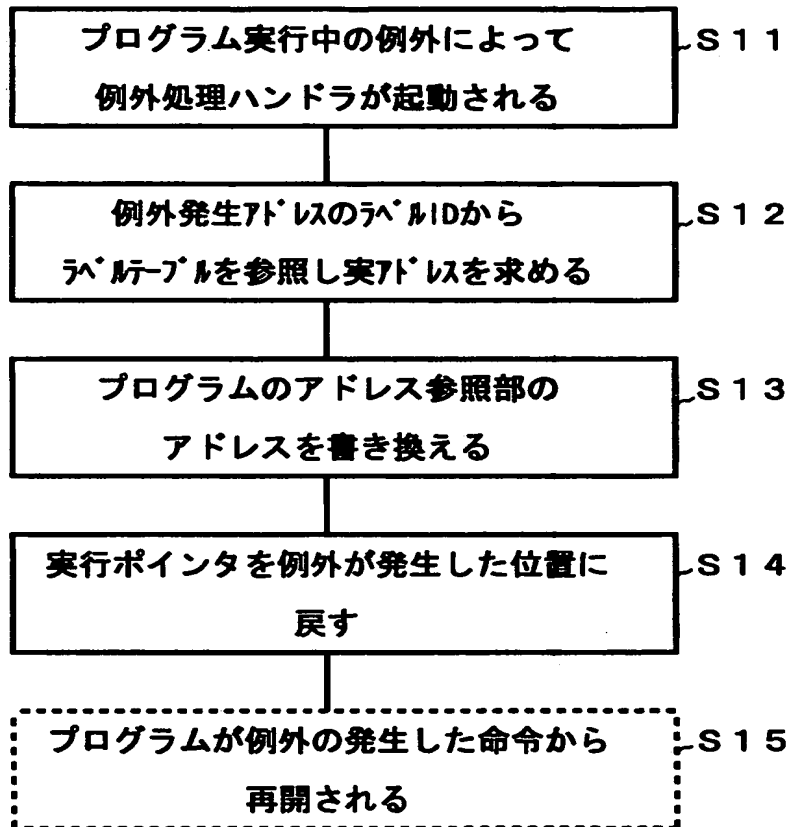 プログラム実行中の例外によって
例外処理ハンドラが起動される
S11
例外発生ｱﾄﾞﾚｽのﾗﾍﾞﾙIDから
ﾗﾍﾞﾙﾃｰﾌﾞﾙを参照し実ｱﾄﾞﾚｽを求める
S12
プログラムのアドレス参照部の
アドレスを書き換える
S13
実行ポインタを例外が発生した位置に
戻す
S14
プログラムが例外の発生した命令から
再開される
S15